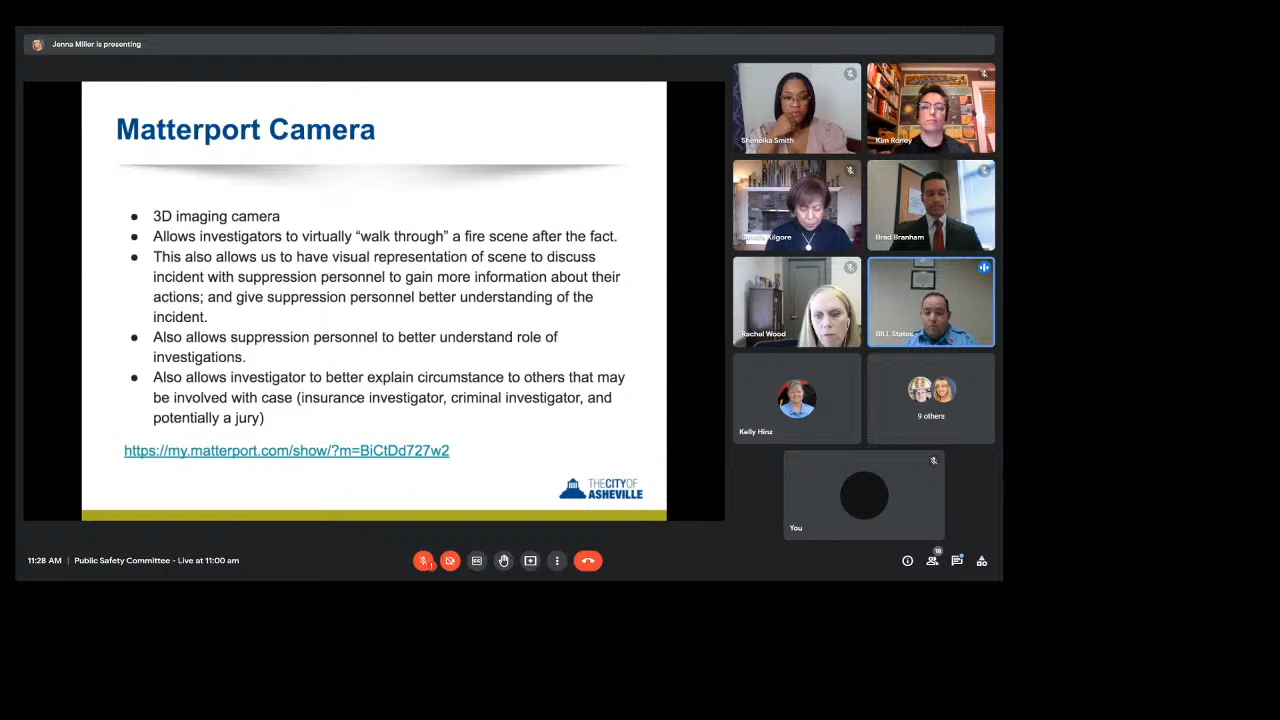 Jenna Miller is presenting
Matterport Camera
● 3D imaging camera
● Allows investigators to virtually “walk through” a fire scene after the fact.
● This also allows us to have visual representation of scene to discuss
incident with suppression personnel to gain more information about their
actions; and give suppression personnel better understanding of the
incident.
● Also allows suppression personnel to better understand role of
investigations.
● Also allows investigator to better explain circumstance to others that may
be involved with case (insurance investigator, criminal investigator, and
potentially a jury)
https://my.matterport.com/show/?m=BiCtDd727w2
THE CITY OF
ASHEVILLE
Sheneika Smith
Kim Roney
Kilgore
Brad Branham
Rachel Wood
BILL States
Kelly Hinz
9 others
You
11:28 AM | Public Safety Committee - Live at 11:00 am
18